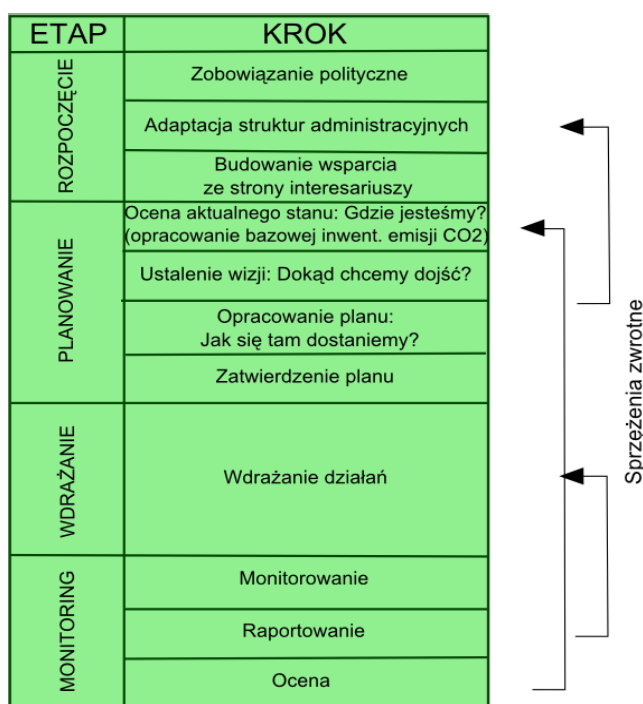 ETAP
KROK
ROZPOCZĘCIE
Zobowiązanie polityczne
Adaptacja struktur administracyjnych
Budowanie wsparcia
ze strony interesariuszy
PLANOWANIE
Ocena aktualnego stanu: Gdzie jesteśmy?
(opracowanie bazowej inwent. emisji CO2)
Ustalenie wizji: Dokąd chcemy dojść?
Opracowanie planu:
Jak się tam dostaniemy?
Zatwierdzenie planu
WDRAŻANIE
Wdrażanie działań
MONITORING
Monitorowanie
Raportowanie
Ocena
Sprzężenia zwrotne